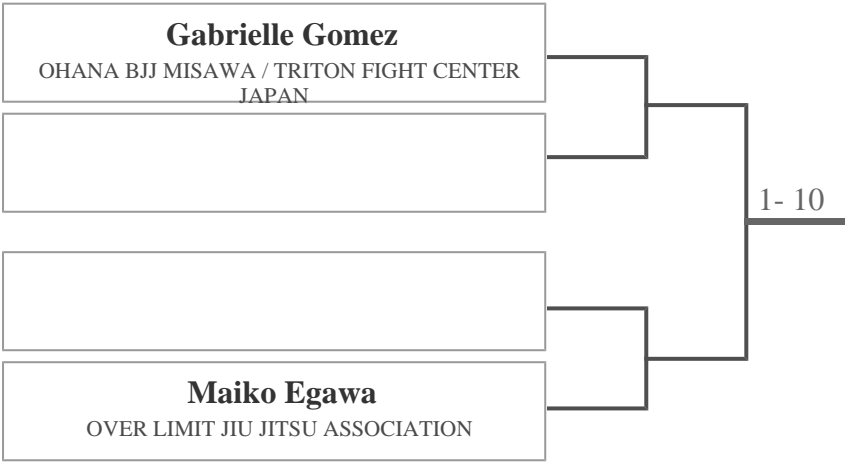 Gabrielle Gomez
OHANA BJJ MISAWA / TRITON FIGHT CENTER
JAPAN
1- 10
Maiko Egawa
OVER LIMIT JIU JITSU ASSOCIATION